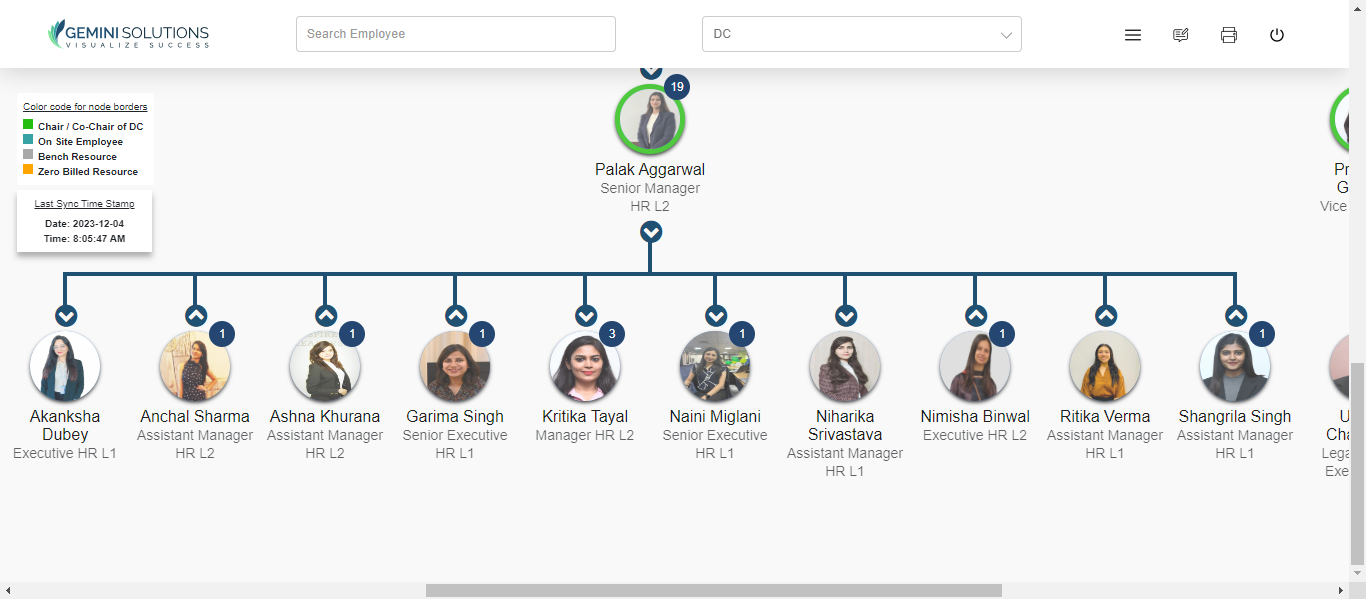 GEMINI SOLUTIONS
VISUALIZE SUCCESS
Search Employee
DC
Color code for node borders
Chair / Co-Chair of DC
On Site Employee
Bench Resource
Zero Billed Resource
Last Sync Time Stamp
Date: 2023-12-04
Time: 8:05:47 AM
19
Palak Aggarwal
Senior Manager
HR L2
Pr
G
Vice
Akanksha
Dubey
Executive HR L1
1
Anchal Sharma
Assistant Manager
HR L2
1
Ashna Khurana
Assistant Manager
HR L2
1
Garima Singh
Senior Executive
HR L1
3
Kritika Tayal
Manager HR L2
1
Naini Miglani
Senior Executive
HR L1
Niharika
Srivastava
Assistant Manager
HR L1
1
Nimisha Binwal
Executive HR L2
Ritika Verma
Assistant Manager
HR L1
1
Shangrila Singh
Assistant Manager
HR L1
U
Cha
Lega
Exe